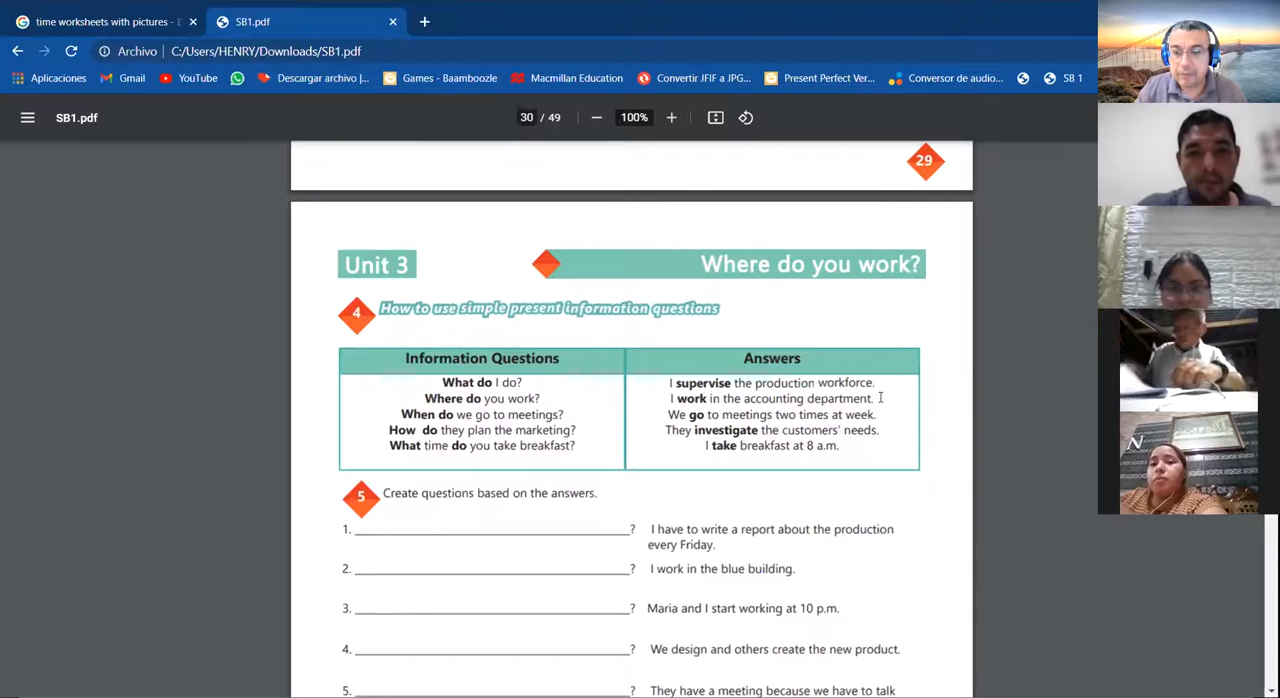 time worksheets with pictures - E
SB1.pdf
Archivo | C:/Users/HENRY/Downloads/SB1.pdf
Aplicaciones
Gmail
YouTube
Descargar archivo |...
Games - Baamboozle
Macmillan Education
Convertir JFIF a JPG...
Present Perfect Ver...
Conversor de audio...
SB 1
SB1.pdf
30 / 49
100%
29
Unit 3
Where do you work?
4 How to use simple present information questions
Information Questions
Answers
What do I do?
I supervise the production workforce.
Where do you work?
I work in the accounting department.
When do we go to meetings?
We go to meetings two times at week.
How do they plan the marketing?
They investigate the customers' needs.
What time do you take breakfast?
I take breakfast at 8 a.m.
5 Create questions based on the answers.
1. ? I have to write a report about the production
every Friday.
2. ? I work in the blue building.
3. ? Maria and I start working at 10 p.m.
4. ? We design and others create the new product.
5. ? They have a meeting because we have to talk
N